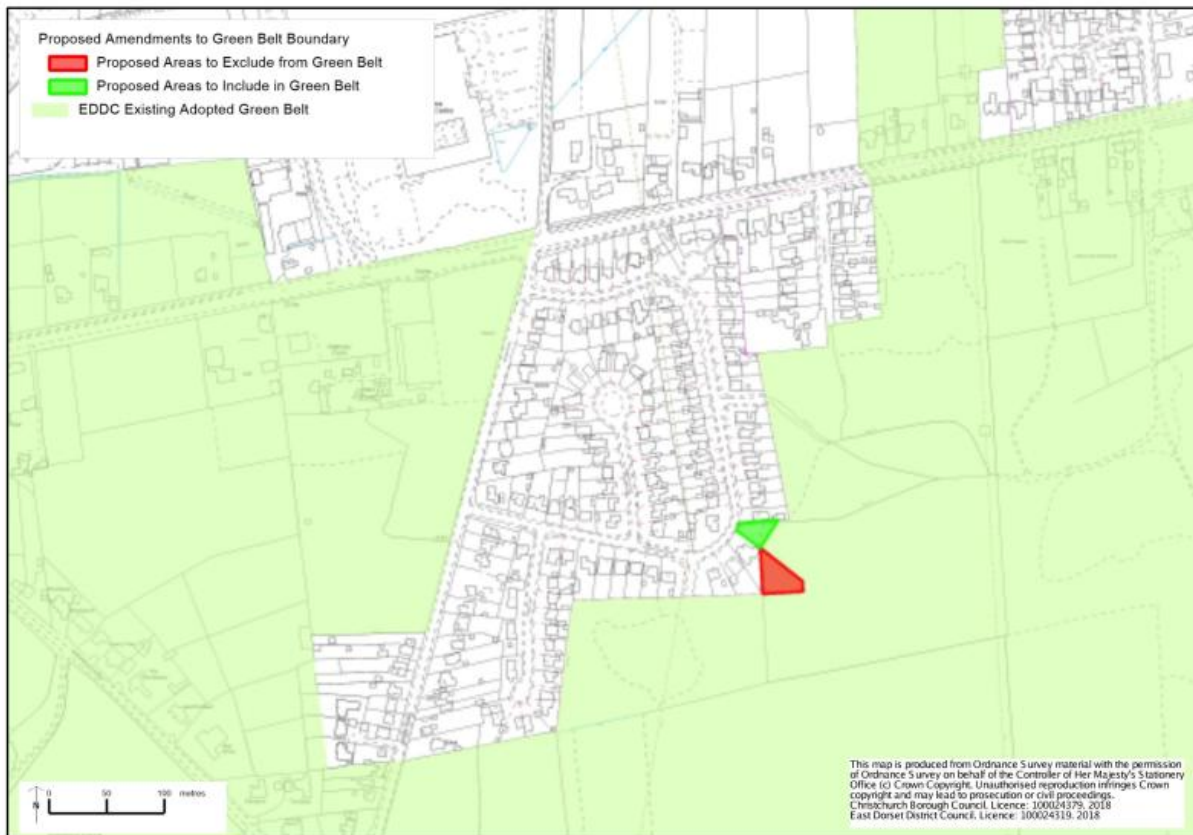 Proposed Amendments to Green Belt Boundary
Proposed Areas to Exclude from Green Belt
Proposed Areas to Include in Green Belt
EDDC Existing Adopted Green Belt
N
0 50 100 metres
This map is produced from Ordnance Survey material with the permission
of Ordnance Survey on behalf of the Controller of Her Majesty's Stationery
Office (c) Crown Copyright. Unauthorised reproduction infringes Crown
copyright and may lead to prosecution or civil proceedings.
Christchurch Borough Council. Licence: 100024379. 2018
East Dorset District Council. Licence: 100024319. 2018